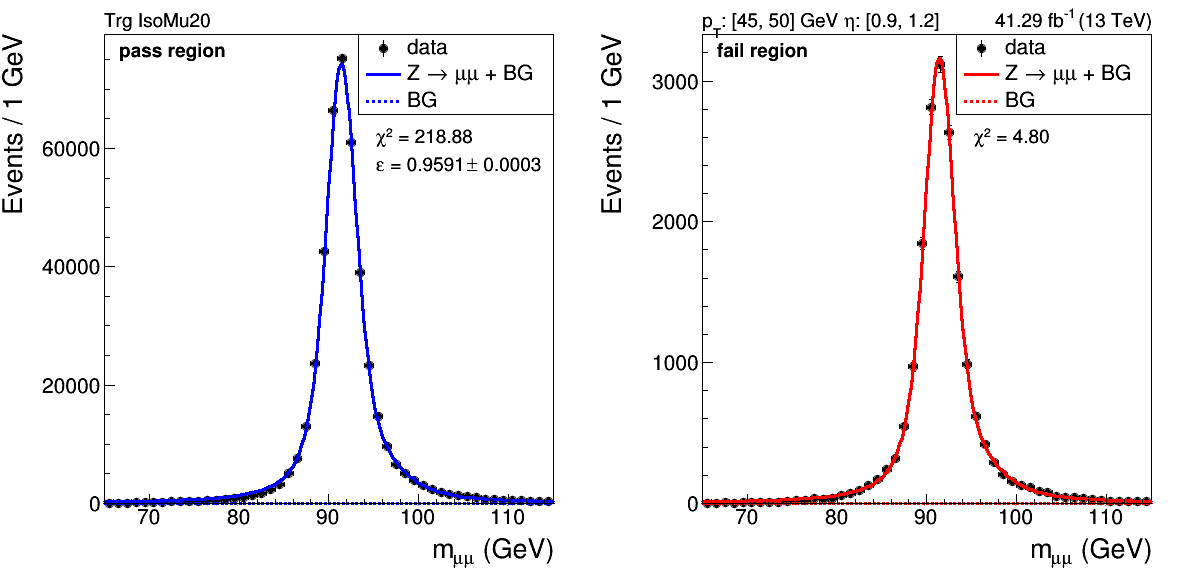 Trg IsoMu20
pass region
data
Z → μμ + BG
BG
χ² = 218.88
ε = 0.9591 ± 0.0003
Events / 1 GeV
60000
40000
20000
0
70 80 90 100 110
m_μμ (GeV)
p_T: [45, 50] GeV η: [0.9, 1.2] 41.29 fb⁻¹ (13 TeV)
fail region
data
Z → μμ + BG
BG
χ² = 4.80
Events / 1 GeV
3000
2000
1000
0
70 80 90 100 110
m_μμ (GeV)